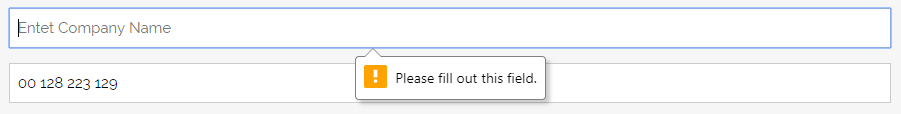 Entet Company Name
Please fill out this field.
00 128 223 129